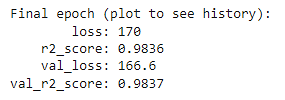 Final epoch (plot to see history):
loss: 170
r2_score: 0.9836
val_loss: 166.6
val_r2_score: 0.9837